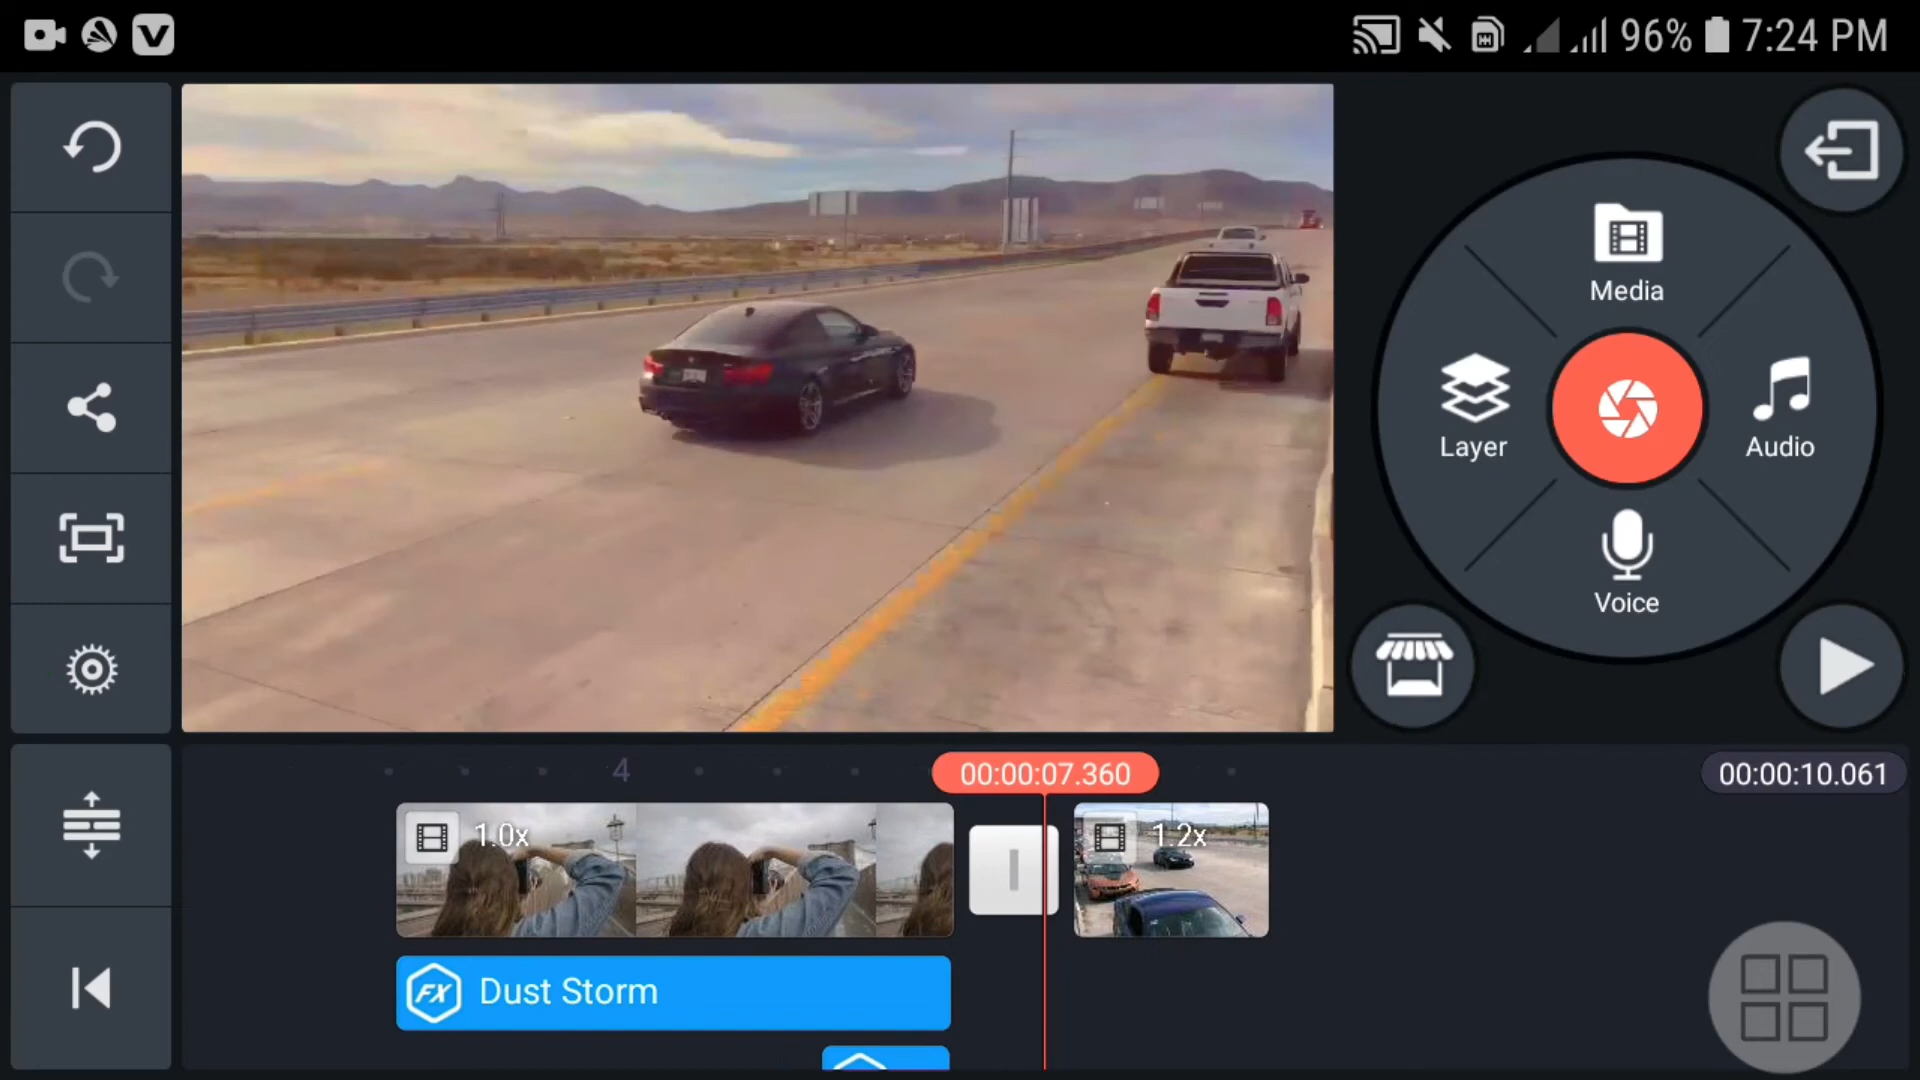 96% 7:24 PM
Media
Layer
Audio
Voice
4
00:00:07.360
00:00:10.061
1.0x
1.2x
FX Dust Storm